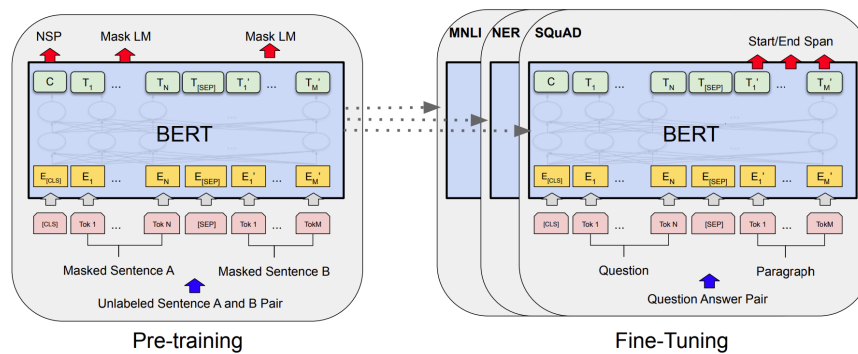 NSP Mask LM Mask LM
C T1 ... TN T[SEP] T1' ... TM'
BERT
E[CLS] E1 ... EN E[SEP] E1' ... EM'
[CLS] Tok 1 ... Tok N [SEP] Tok 1 ... TokM
Masked Sentence A Masked Sentence B
Unlabeled Sentence A and B Pair
Pre-training
MNLI NER SQuAD
Start/End Span
C T1 ... TN T[SEP] T1' ... TM'
BERT
E[CLS] E1 ... EN E[SEP] E1' ... EM'
[CLS] Tok 1 ... Tok N [SEP] Tok 1 ... TokM
Question Paragraph
Question Answer Pair
Fine-Tuning